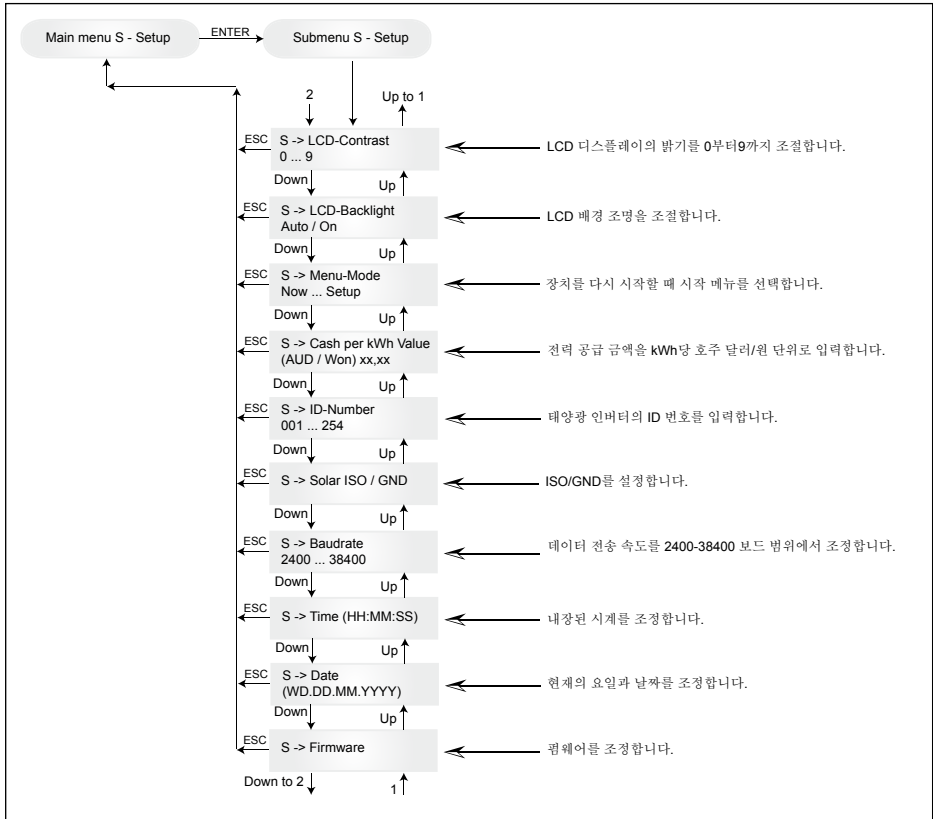 Main menu S - Setup
ENTER
Submenu S - Setup
2
Up to 1
ESC
S -> LCD-Contrast
0 ... 9
LCD 디스플레이의 밝기를 0부터9까지 조절합니다.
Down
Up
ESC
S -> LCD-Backlight
Auto / On
LCD 배경 조명을 조절합니다.
Down
Up
ESC
S -> Menu-Mode
Now ... Setup
장치를 다시 시작할 때 시작 메뉴를 선택합니다.
Down
Up
ESC
S -> Cash per kWh Value
(AUD / Won) xx,xx
전력 공급 금액을 kWh당 호주 달러/원 단위로 입력합니다.
Down
Up
ESC
S -> ID-Number
001 ... 254
태양광 인버터의 ID 번호를 입력합니다.
Down
Up
ESC
S -> Solar ISO / GND
ISO/GND를 설정합니다.
Down
Up
ESC
S -> Baudrate
2400 ... 38400
데이터 전송 속도를 2400-38400 보드 범위에서 조정합니다.
Down
Up
ESC
S -> Time (HH:MM:SS)
내장된 시계를 조정합니다.
Down
Up
ESC
S -> Date
(WD.DD.MM.YYYY)
현재의 요일과 날짜를 조정합니다.
Down
Up
ESC
S -> Firmware
펌웨어를 조정합니다.
Down to 2
1